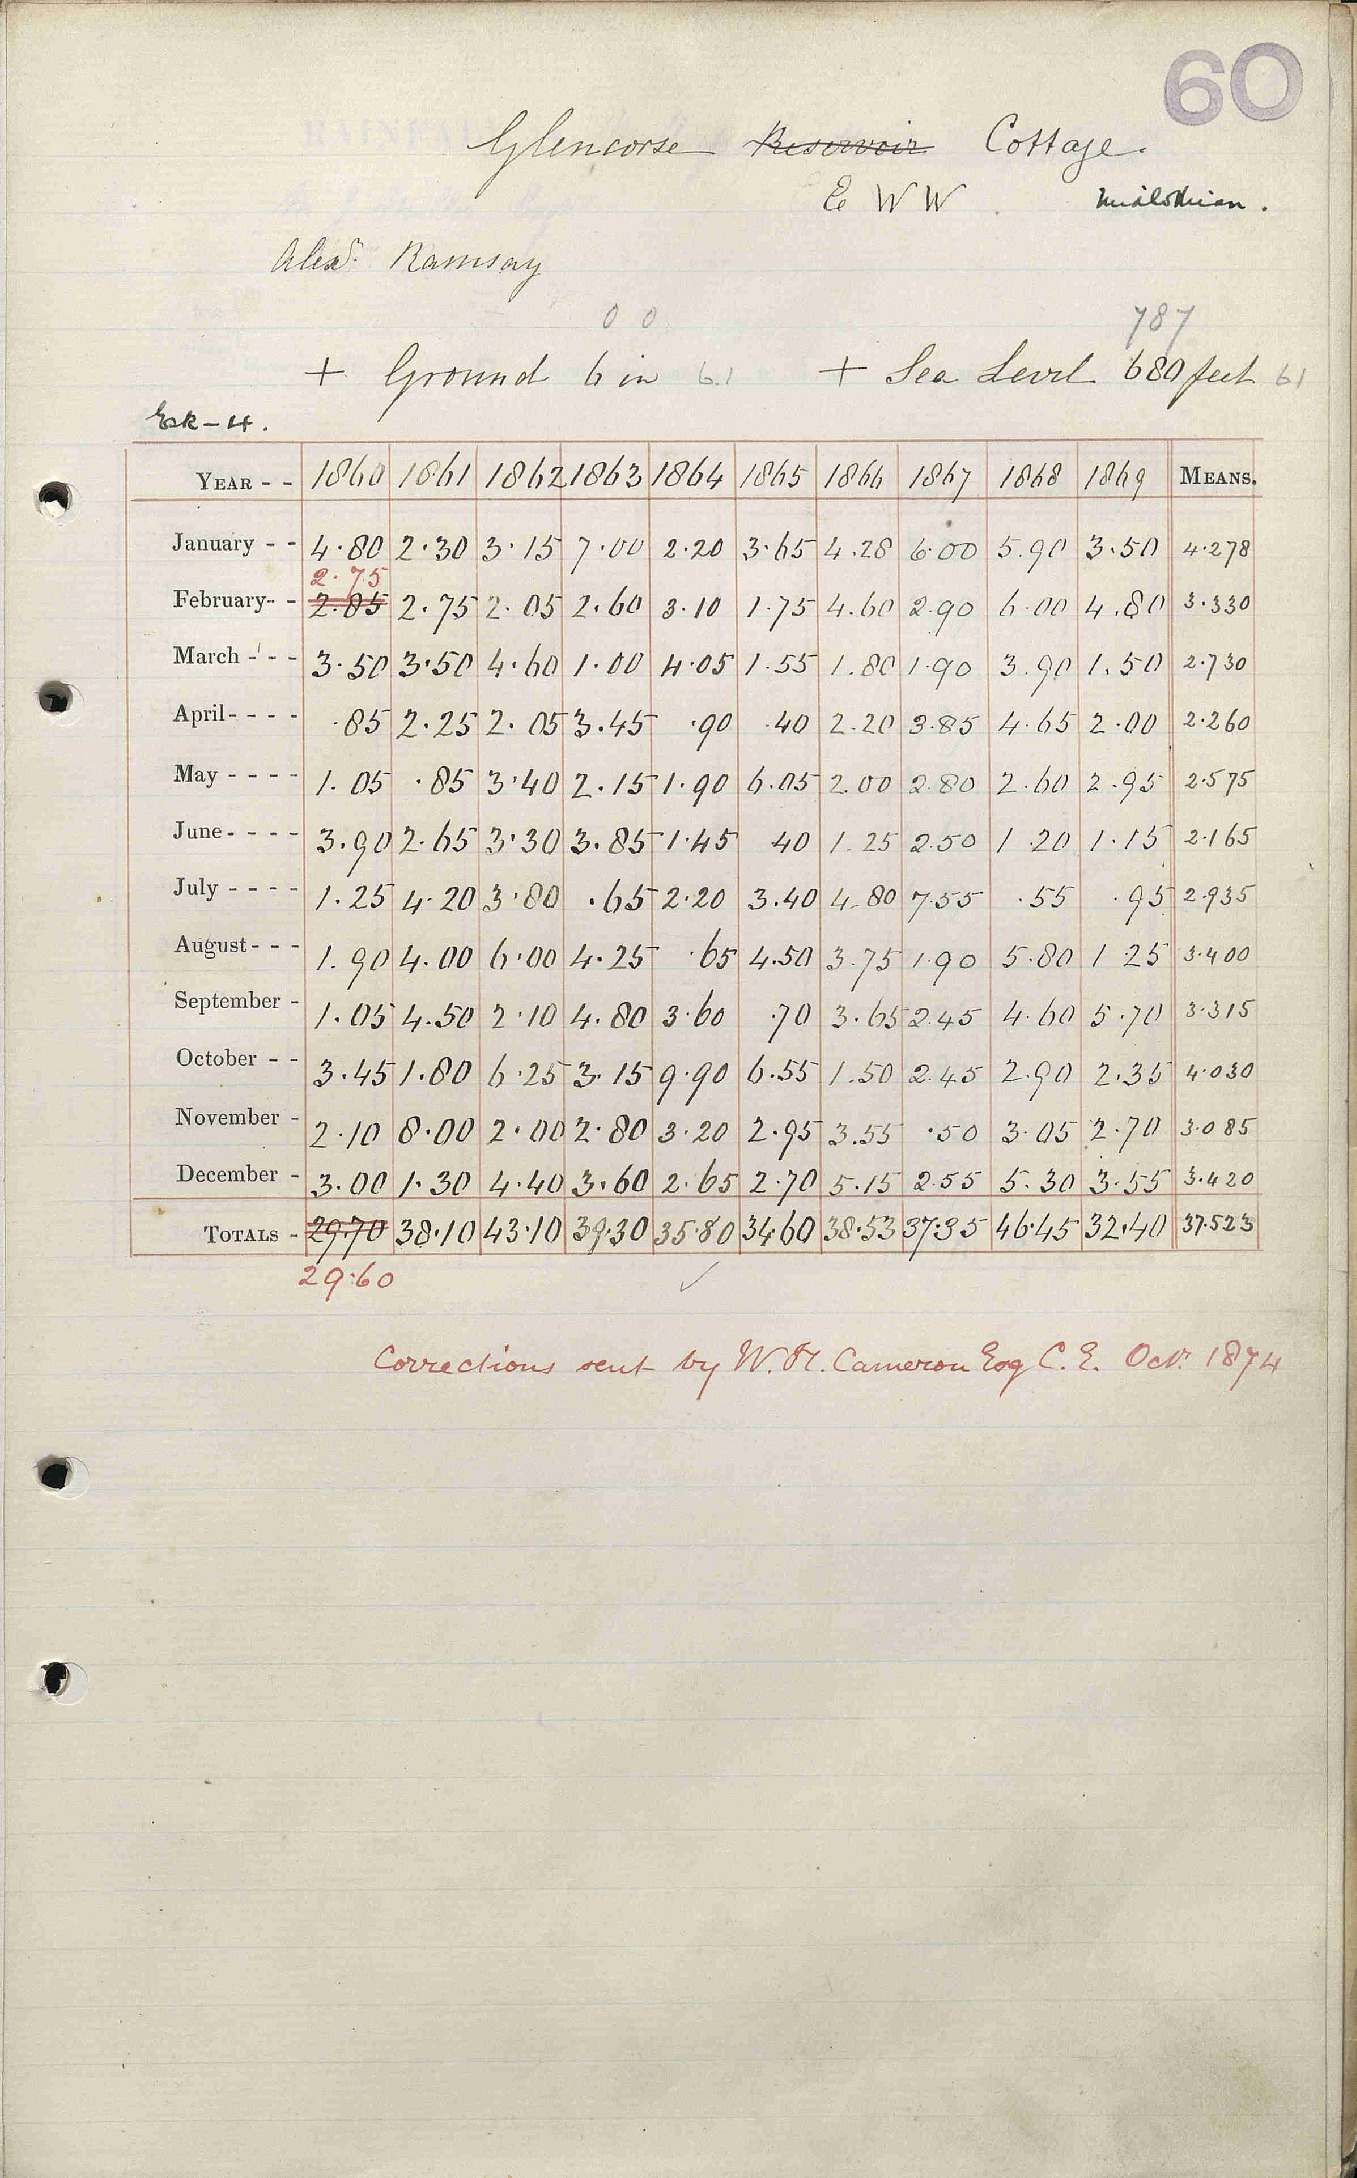 60
Glencorse Reservoir Cottage.
E WW Midlothian.
Alexr. Ramsay
0 0 787
+ Ground 6 in 61 + Sea Level 680 feet 61
Esk-4.
YEAR - - 1860 1861 1862 1863 1864 1865 1866 1867 1868 1869 MEANS.
January - - 4.80 2.30 3.15 7.00 2.20 3.65 4.28 6.00 5.90 3.50 4.278
2.75
February- - 2.85 2.75 2.05 2.60 3.10 1.75 4.60 2.90 6.00 4.80 3.330
March - - - 3.50 3.50 4.60 1.00 4.05 1.55 1.80 1.90 3.90 1.50 2.730
April- - - - .85 2.25 2.05 3.45 .90 .40 2.20 3.85 4.65 2.00 2.260
May - - - - 1.05 .85 3.40 2.15 1.90 6.05 2.00 2.80 2.60 2.95 2.575
June- - - - 3.90 2.65 3.30 3.85 1.45 40 1.25 2.50 1.20 1.15 2.165
July - - - - 1.25 4.20 3.80 .65 2.20 3.40 4.80 7.55 .55 .95 2.935
August- - - 1.90 4.00 6.00 4.25 .65 4.50 3.75 1.90 5.80 1.25 3.400
September - 1.05 4.50 2.10 4.80 3.60 .70 3.65 2.45 4.60 5.70 3.315
October - - 3.45 1.80 6.25 3.15 9.90 6.55 1.50 2.45 2.90 2.35 4.030
November - 2.10 8.00 2.00 2.80 3.20 2.95 3.55 .50 3.05 2.70 3.085
December - 3.00 1.30 4.40 3.60 2.65 2.70 5.15 2.55 5.30 3.55 3.420
TOTALS - 29.70 38.10 43.10 39.30 35.80 34.60 38.53 37.35 46.45 32.40 37.523
29.60 ✓
Corrections sent by W. H. Cameron Esq C. E. Octr 1874